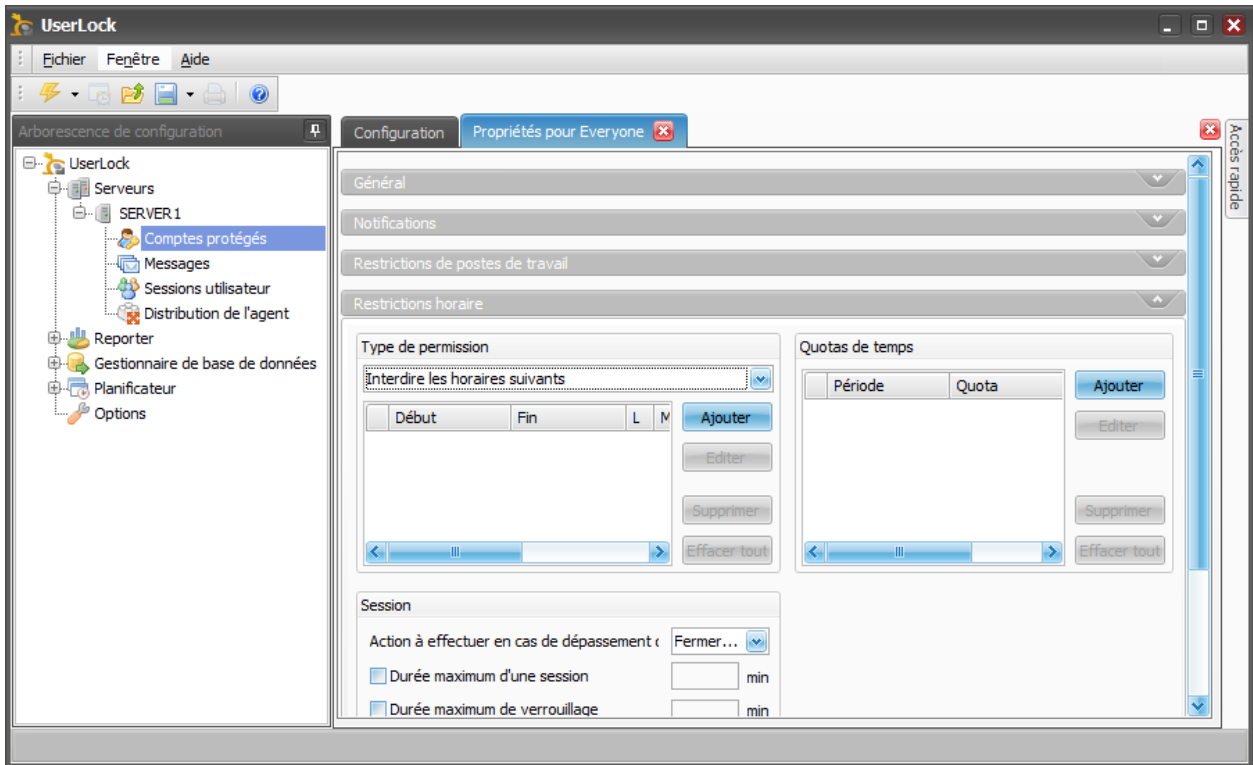 UserLock
Fichier Fenêtre Aide
Arborescence de configuration
UserLock
Serveurs
SERVER1
Comptes protégés
Messages
Sessions utilisateur
Distribution de l'agent
Reporter
Gestionnaire de base de données
Planificateur
Options
Configuration Propriétés pour Everyone
Général
Notifications
Restrictions de postes de travail
Restrictions horaire
Type de permission
Interdire les horaires suivants
Début Fin L M
Ajouter
Editer
Supprimer
Effacer tout
Quotas de temps
Période Quota
Ajouter
Editer
Supprimer
Effacer tout
Session
Action à effectuer en cas de dépassement Fermer...
Durée maximum d'une session min
Durée maximum de verrouillage min
Accès rapide